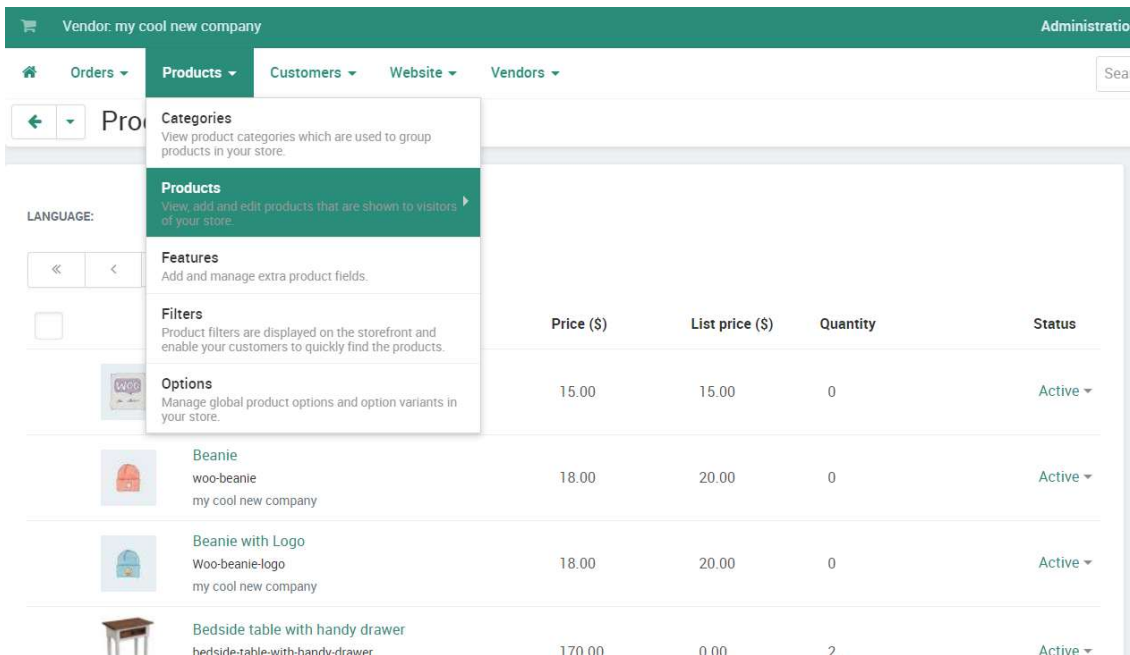 Vendor: my cool new company
Administratio
Orders
Products
Customers
Website
Vendors
Sea
Pro
Categories
View product categories which are used to group
products in your store.
Products
View, add and edit products that are shown to visitors
of your store.
Features
Add and manage extra product fields.
Filters
Product filters are displayed on the storefront and
enable your customers to quickly find the products.
Options
Manage global product options and option variants in
your store.
LANGUAGE:
Price ($) List price ($) Quantity Status
WOO
15.00 15.00 0 Active
Beanie
woo-beanie
my cool new company
18.00 20.00 0 Active
Beanie with Logo
Woo-beanie-logo
my cool new company
18.00 20.00 0 Active
Bedside table with handy drawer
bedside-table-with-handy-drawer
170.00 0.00 2 Active